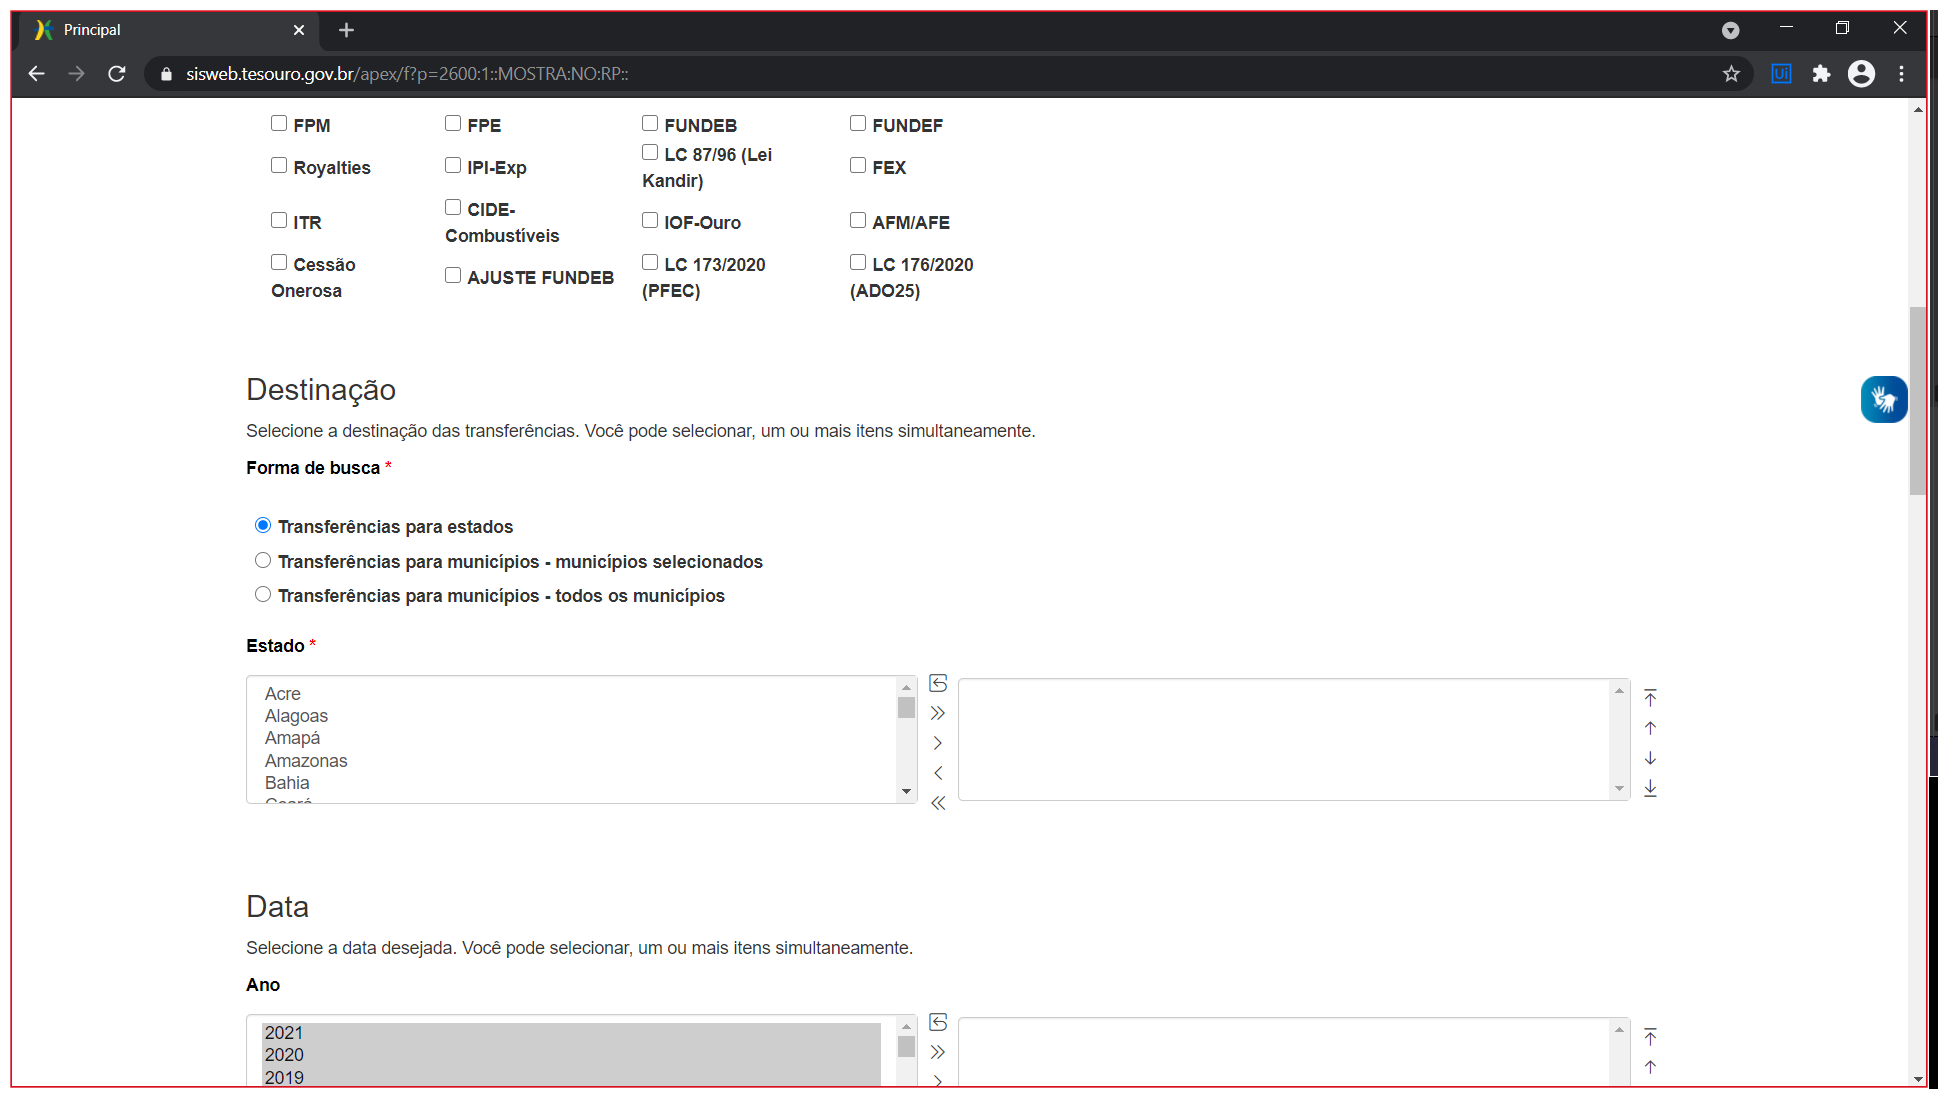 Principal
sisweb.tesouro.gov.br/apex/f?p=2600:1::MOSTRA:NO:RP::
Ui
FPM FPE FUNDEB FUNDEF
Royalties IPI-Exp LC 87/96 (Lei Kandir) FEX
ITR CIDE-Combustíveis IOF-Ouro AFM/AFE
Cessão Onerosa AJUSTE FUNDEB LC 173/2020 (PFEC) LC 176/2020 (ADO25)
Destinação
Selecione a destinação das transferências. Você pode selecionar, um ou mais itens simultaneamente.
Forma de busca *
Transferências para estados
Transferências para municípios - municípios selecionados
Transferências para municípios - todos os municípios
Estado *
Acre
Alagoas
Amapá
Amazonas
Bahia
Ceará
Data
Selecione a data desejada. Você pode selecionar, um ou mais itens simultaneamente.
Ano
2021
2020
2019